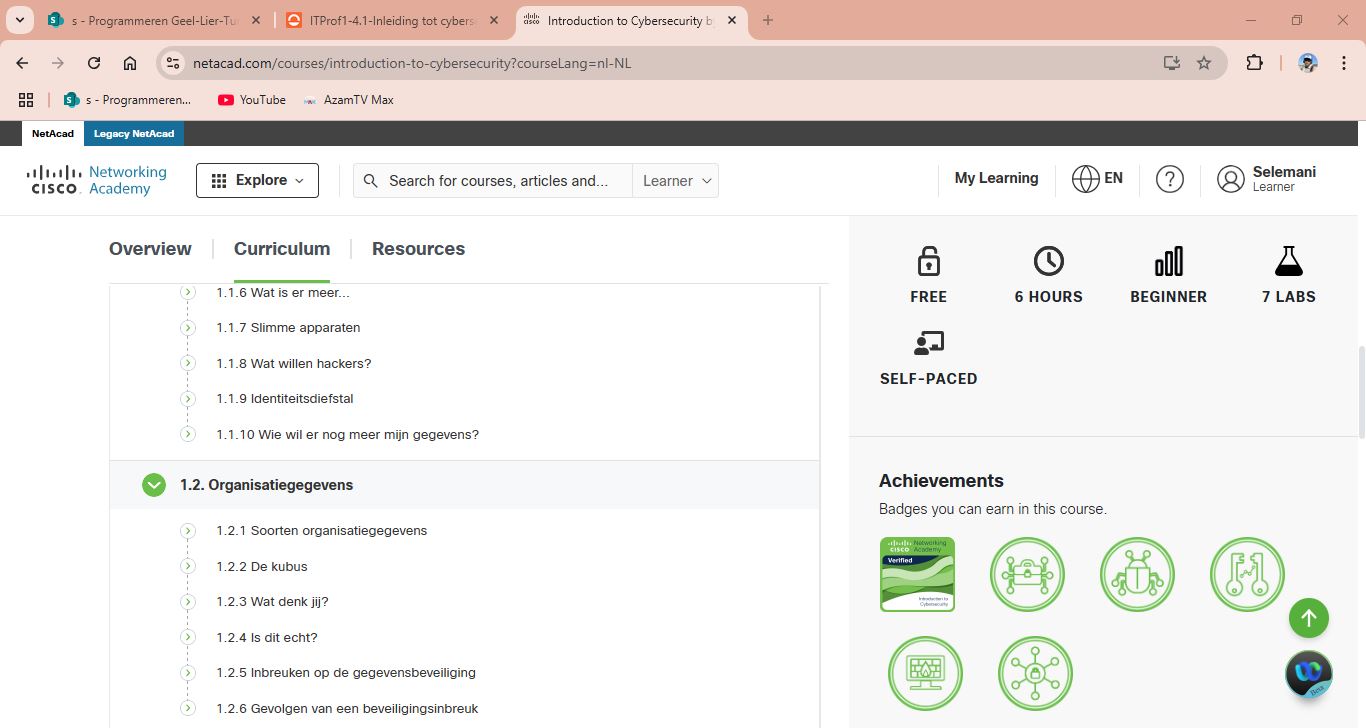 s - Programmeren Geel-Lier-Tu
ITProf1-4.1-Inleiding tot cyberse
Introduction to Cybersecurity b
netacad.com/courses/introduction-to-cybersecurity?courseLang=nl-NL
s - Programmeren...
YouTube
AzamTV Max
NetAcad
Legacy NetAcad
CISCO Networking Academy
Explore
Search for courses, articles and...
Learner
My Learning
EN
?
Selemani
Learner
Overview
Curriculum
Resources
1.1.6 Wat is er meer...
1.1.7 Slimme apparaten
1.1.8 Wat willen hackers?
1.1.9 Identiteitsdiefstal
1.1.10 Wie wil er nog meer mijn gegevens?
1.2. Organisatiegegevens
1.2.1 Soorten organisatiegegevens
1.2.2 De kubus
1.2.3 Wat denk jij?
1.2.4 Is dit echt?
1.2.5 Inbreuken op de gegevensbeveiliging
1.2.6 Gevolgen van een beveiligingsinbreuk
FREE
6 HOURS
BEGINNER
7 LABS
SELF-PACED
Achievements
Badges you can earn in this course.
CISCO Networking Academy
Verified
Introduction to
Cybersecurity
Beta